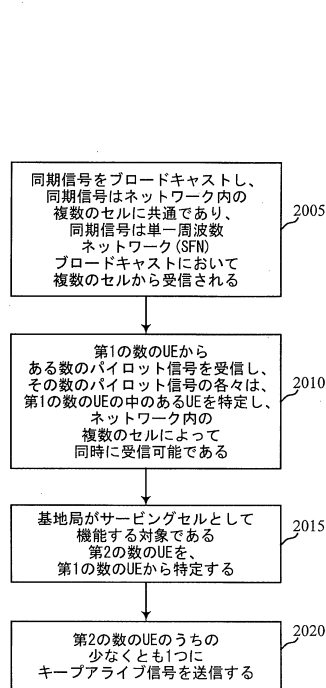 同期信号をブロードキャストし、
同期信号はネットワーク内の
複数のセルに共通であり、
同期信号は単一周波数
ネットワーク(SFN)
ブロードキャストにおいて
複数のセルから受信される
2005
第1の数のUEから
ある数のパイロット信号を受信し、
その数のパイロット信号の各々は、
第1の数のUEの中のあるUEを特定し、
ネットワーク内の
複数のセルによって
同時に受信可能である
2010
基地局がサービングセルとして
機能する対象である
第2の数のUEを、
第1の数のUEから特定する
2015
第2の数のUEのうちの
少なくとも1つに
キープアライブ信号を送信する
2020